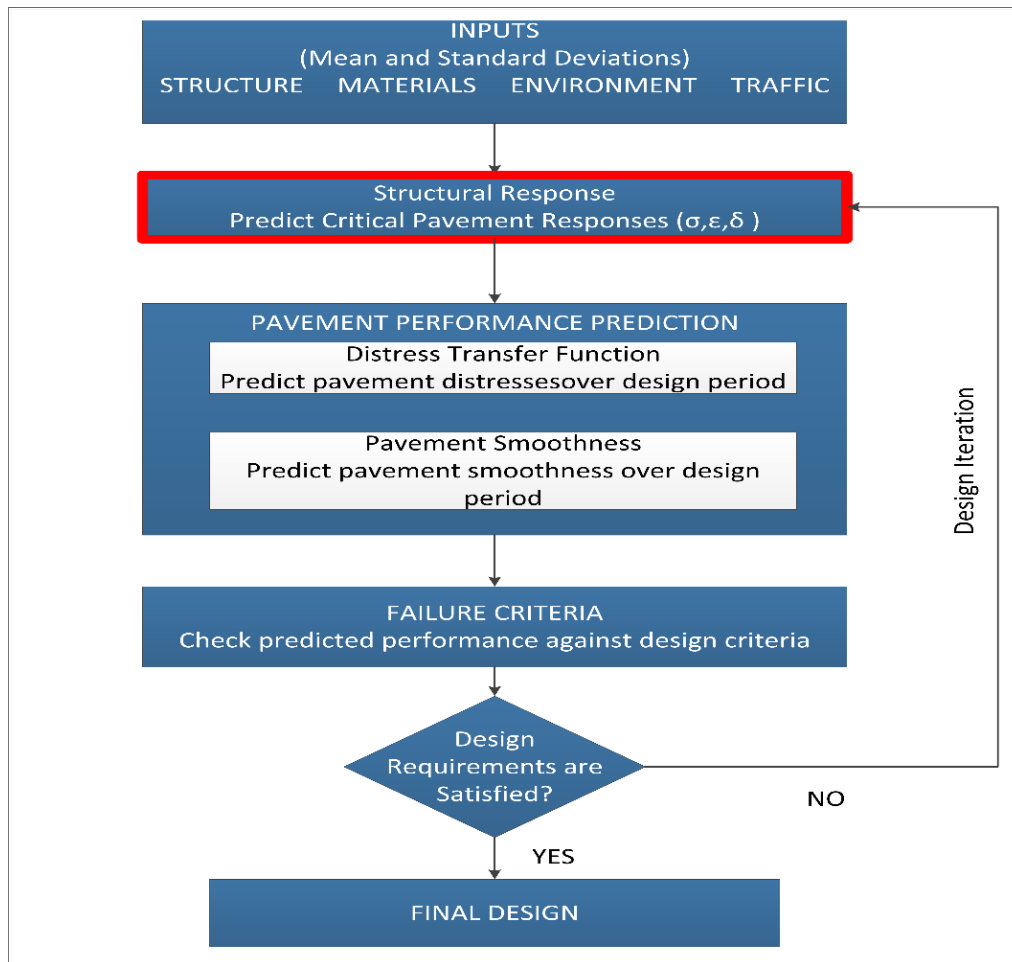 INPUTS
(Mean and Standard Deviations)
STRUCTURE MATERIALS ENVIRONMENT TRAFFIC
Structural Response
Predict Critical Pavement Responses (σ,ε,δ )
PAVEMENT PERFORMANCE PREDICTION
Distress Transfer Function
Predict pavement distressesover design period
Pavement Smoothness
Predict pavement smoothness over design
period
Design Iteration
FAILURE CRITERIA
Check predicted performance against design criteria
Design
Requirements are
Satisfied?
NO
YES
FINAL DESIGN